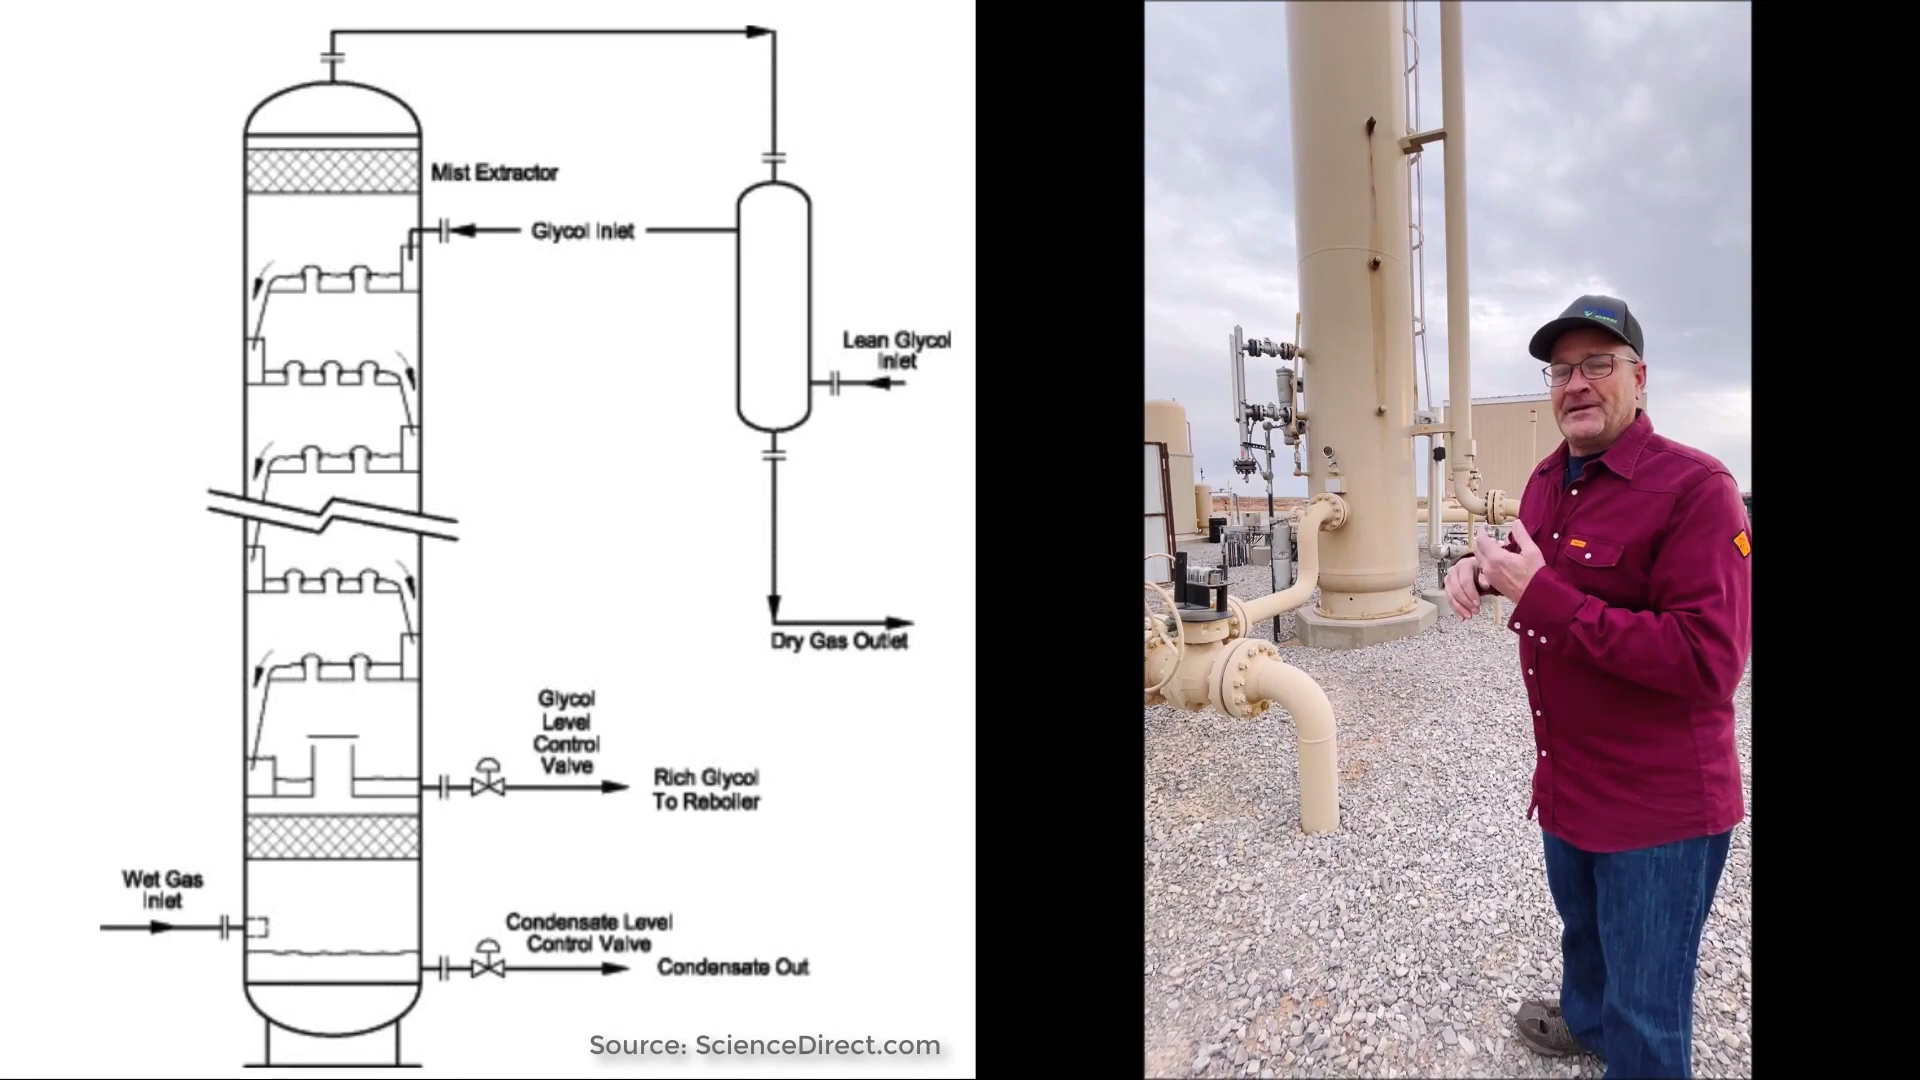 Mist Extractor
Glycol Inlet
Lean Glycol
Inlet
Dry Gas Outlet
Glycol
Level
Control
Valve
Rich Glycol
To Reboiler
Wet Gas
Inlet
Condensate Level
Control Valve
Condensate Out
Source: ScienceDirect.com